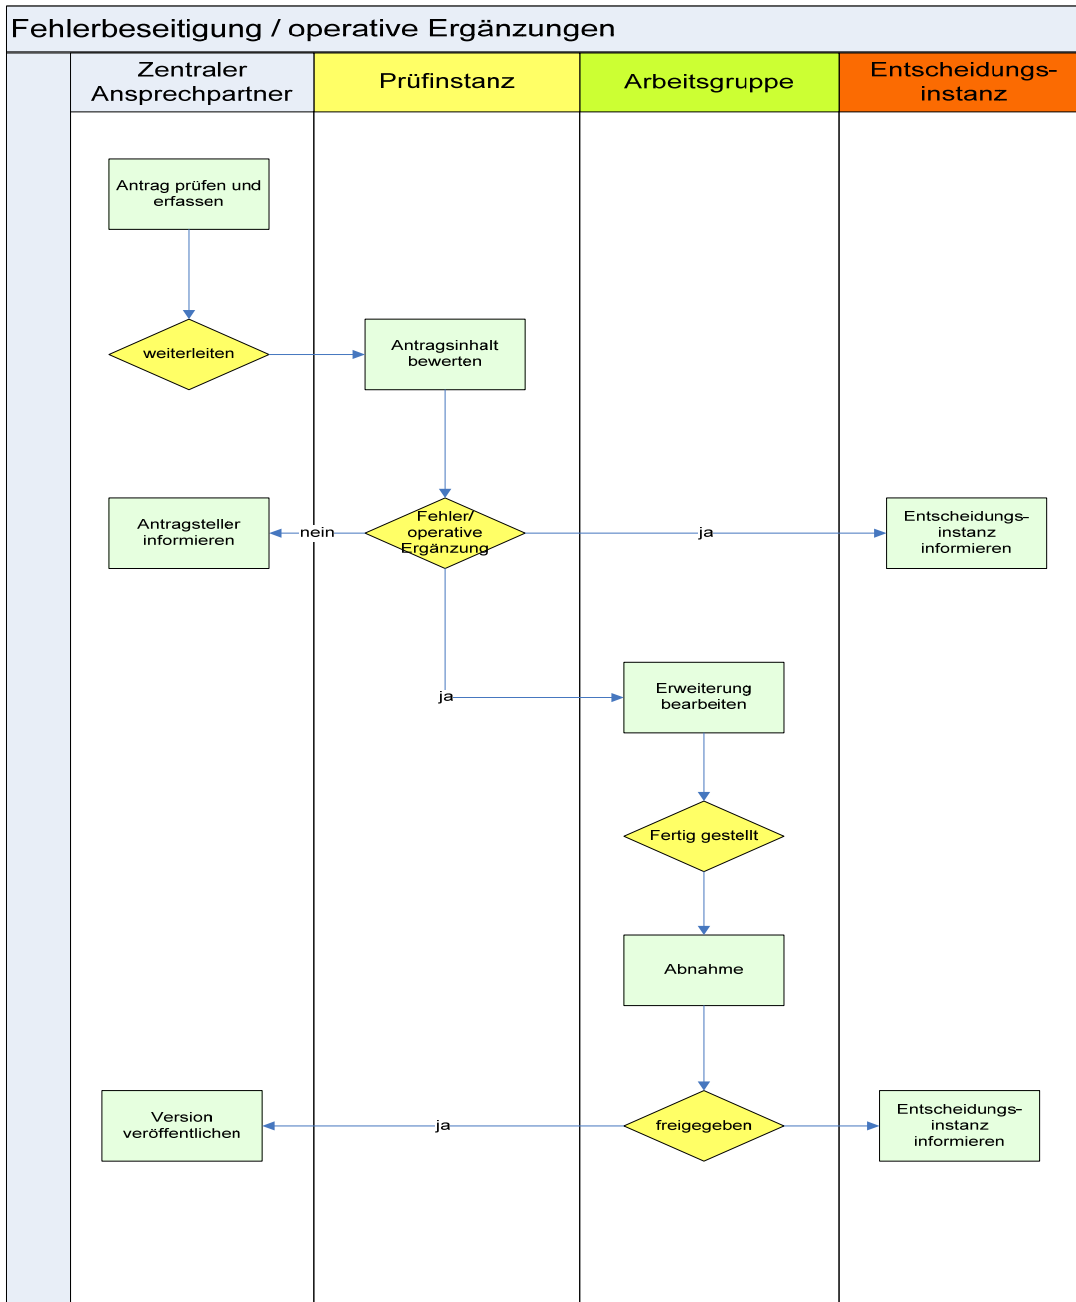 Fehlerbeseitigung / operative Ergänzungen
Zentraler
Ansprechpartner
Prüfinstanz
Arbeitsgruppe
Entscheidungs-
instanz
Antrag prüfen und
erfassen
weiterleiten
Antragsinhalt
bewerten
Antragsteller
informieren
nein
Fehler/
operative
Ergänzung
ja
Entscheidungs-
instanz
informieren
ja
Erweiterung
bearbeiten
Fertig gestellt
Abnahme
Version
veröffentlichen
ja
freigegeben
Entscheidungs-
instanz
informieren